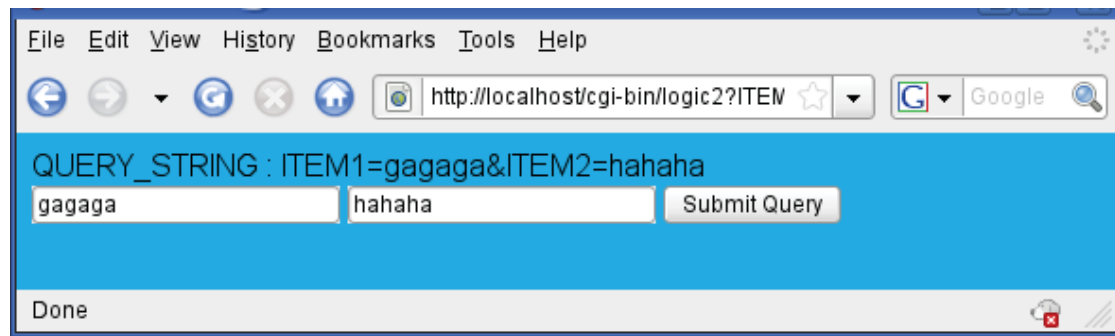 File Edit View History Bookmarks Tools Help
http://localhost/cgi-bin/logic2?ITEM
G Google
QUERY_STRING : ITEM1=gagaga&ITEM2=hahaha
gagaga hahaha Submit Query
Done